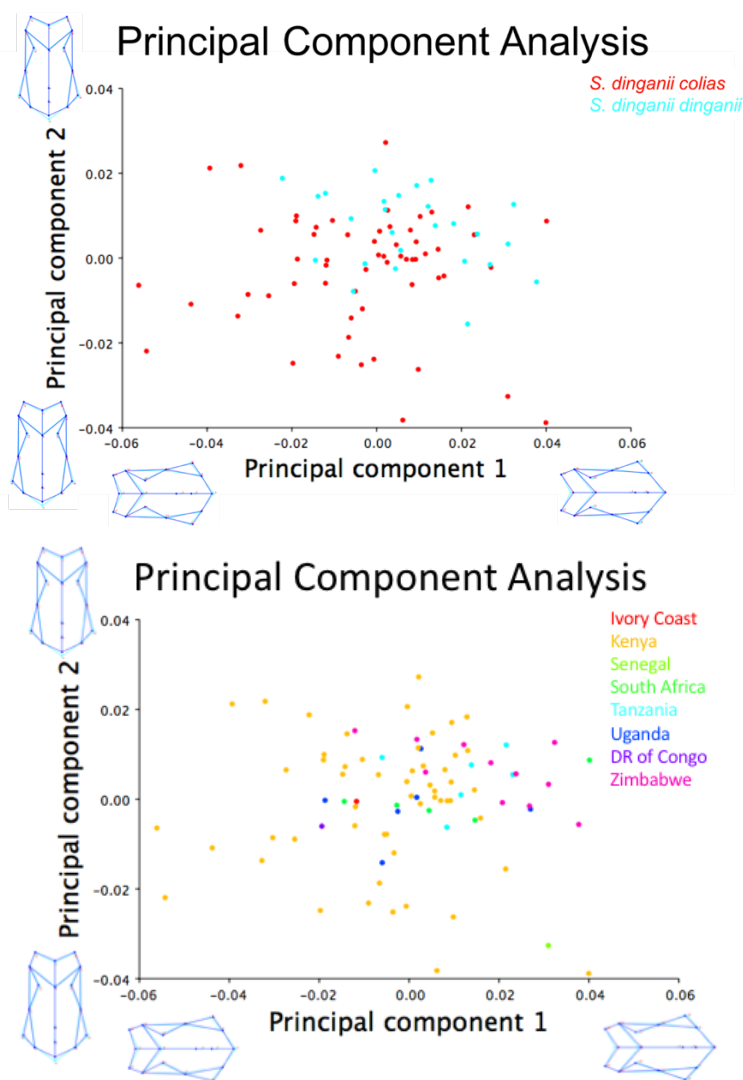 Principal Component Analysis
S. dinganii colias
S. dinganii dinganii
Principal component 2
0.04
0.02
0.00
−0.02
−0.04
−0.06 −0.04 −0.02 0.00 0.02 0.04 0.06
Principal component 1
Principal Component Analysis
Ivory Coast
Kenya
Senegal
South Africa
Tanzania
Uganda
DR of Congo
Zimbabwe
Principal component 2
0.04
0.02
0.00
−0.02
−0.04
−0.06 −0.04 −0.02 0.00 0.02 0.04 0.06
Principal component 1